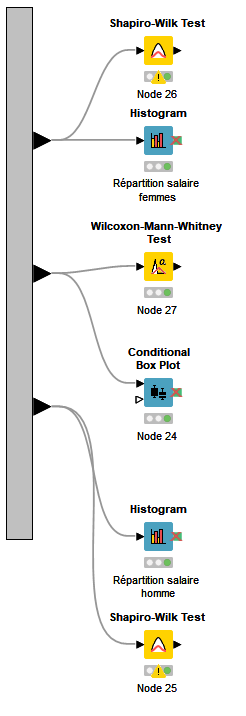 Shapiro-Wilk Test
Node 26
Histogram
Répartition salaire
femmes
Wilcoxon-Mann-Whitney
Test
Node 27
Conditional
Box Plot
Node 24
Histogram
Répartition salaire
homme
Shapiro-Wilk Test
Node 25